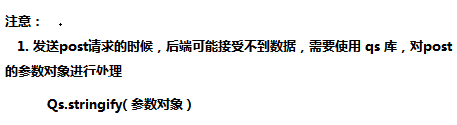 注意：
1. 发送post请求的时候，后端可能接受不到数据，需要使用 qs 库，对post
的参数对象进行处理
Qs.stringify( 参数对象 )